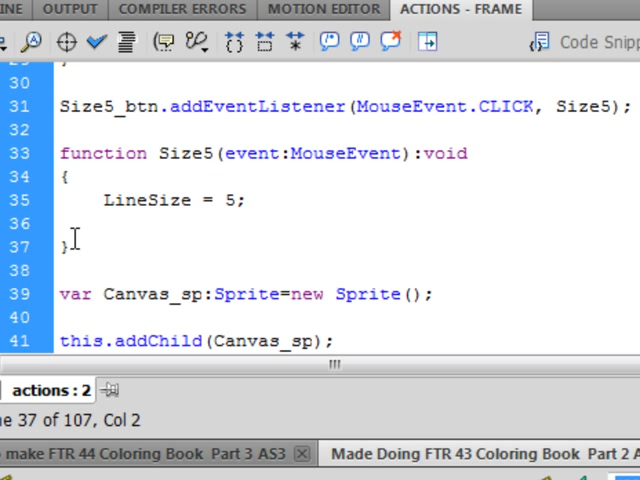 INE OUTPUT COMPILER ERRORS MOTION EDITOR ACTIONS - FRAME
Code Snipp
29 }
30
31 Size5_btn.addEventListener(MouseEvent.CLICK, Size5);
32
33 function Size5(event:MouseEvent):void
34 {
35 LineSize = 5;
36
37 }
38
39 var Canvas_sp:Sprite=new Sprite();
40
41 this.addChild(Canvas_sp);
actions : 2
ne 37 of 107, Col 2
o make FTR 44 Coloring Book Part 3 AS3 Made Doing FTR 43 Coloring Book Part 2 A